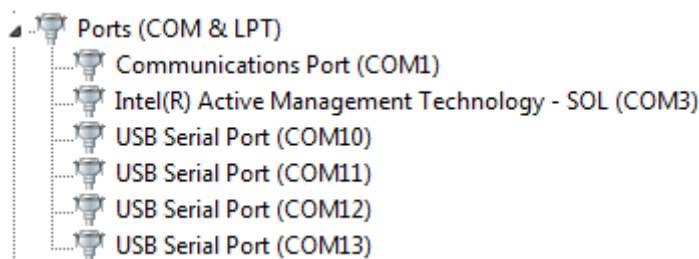 Ports (COM & LPT)
Communications Port (COM1)
Intel(R) Active Management Technology - SOL (COM3)
USB Serial Port (COM10)
USB Serial Port (COM11)
USB Serial Port (COM12)
USB Serial Port (COM13)